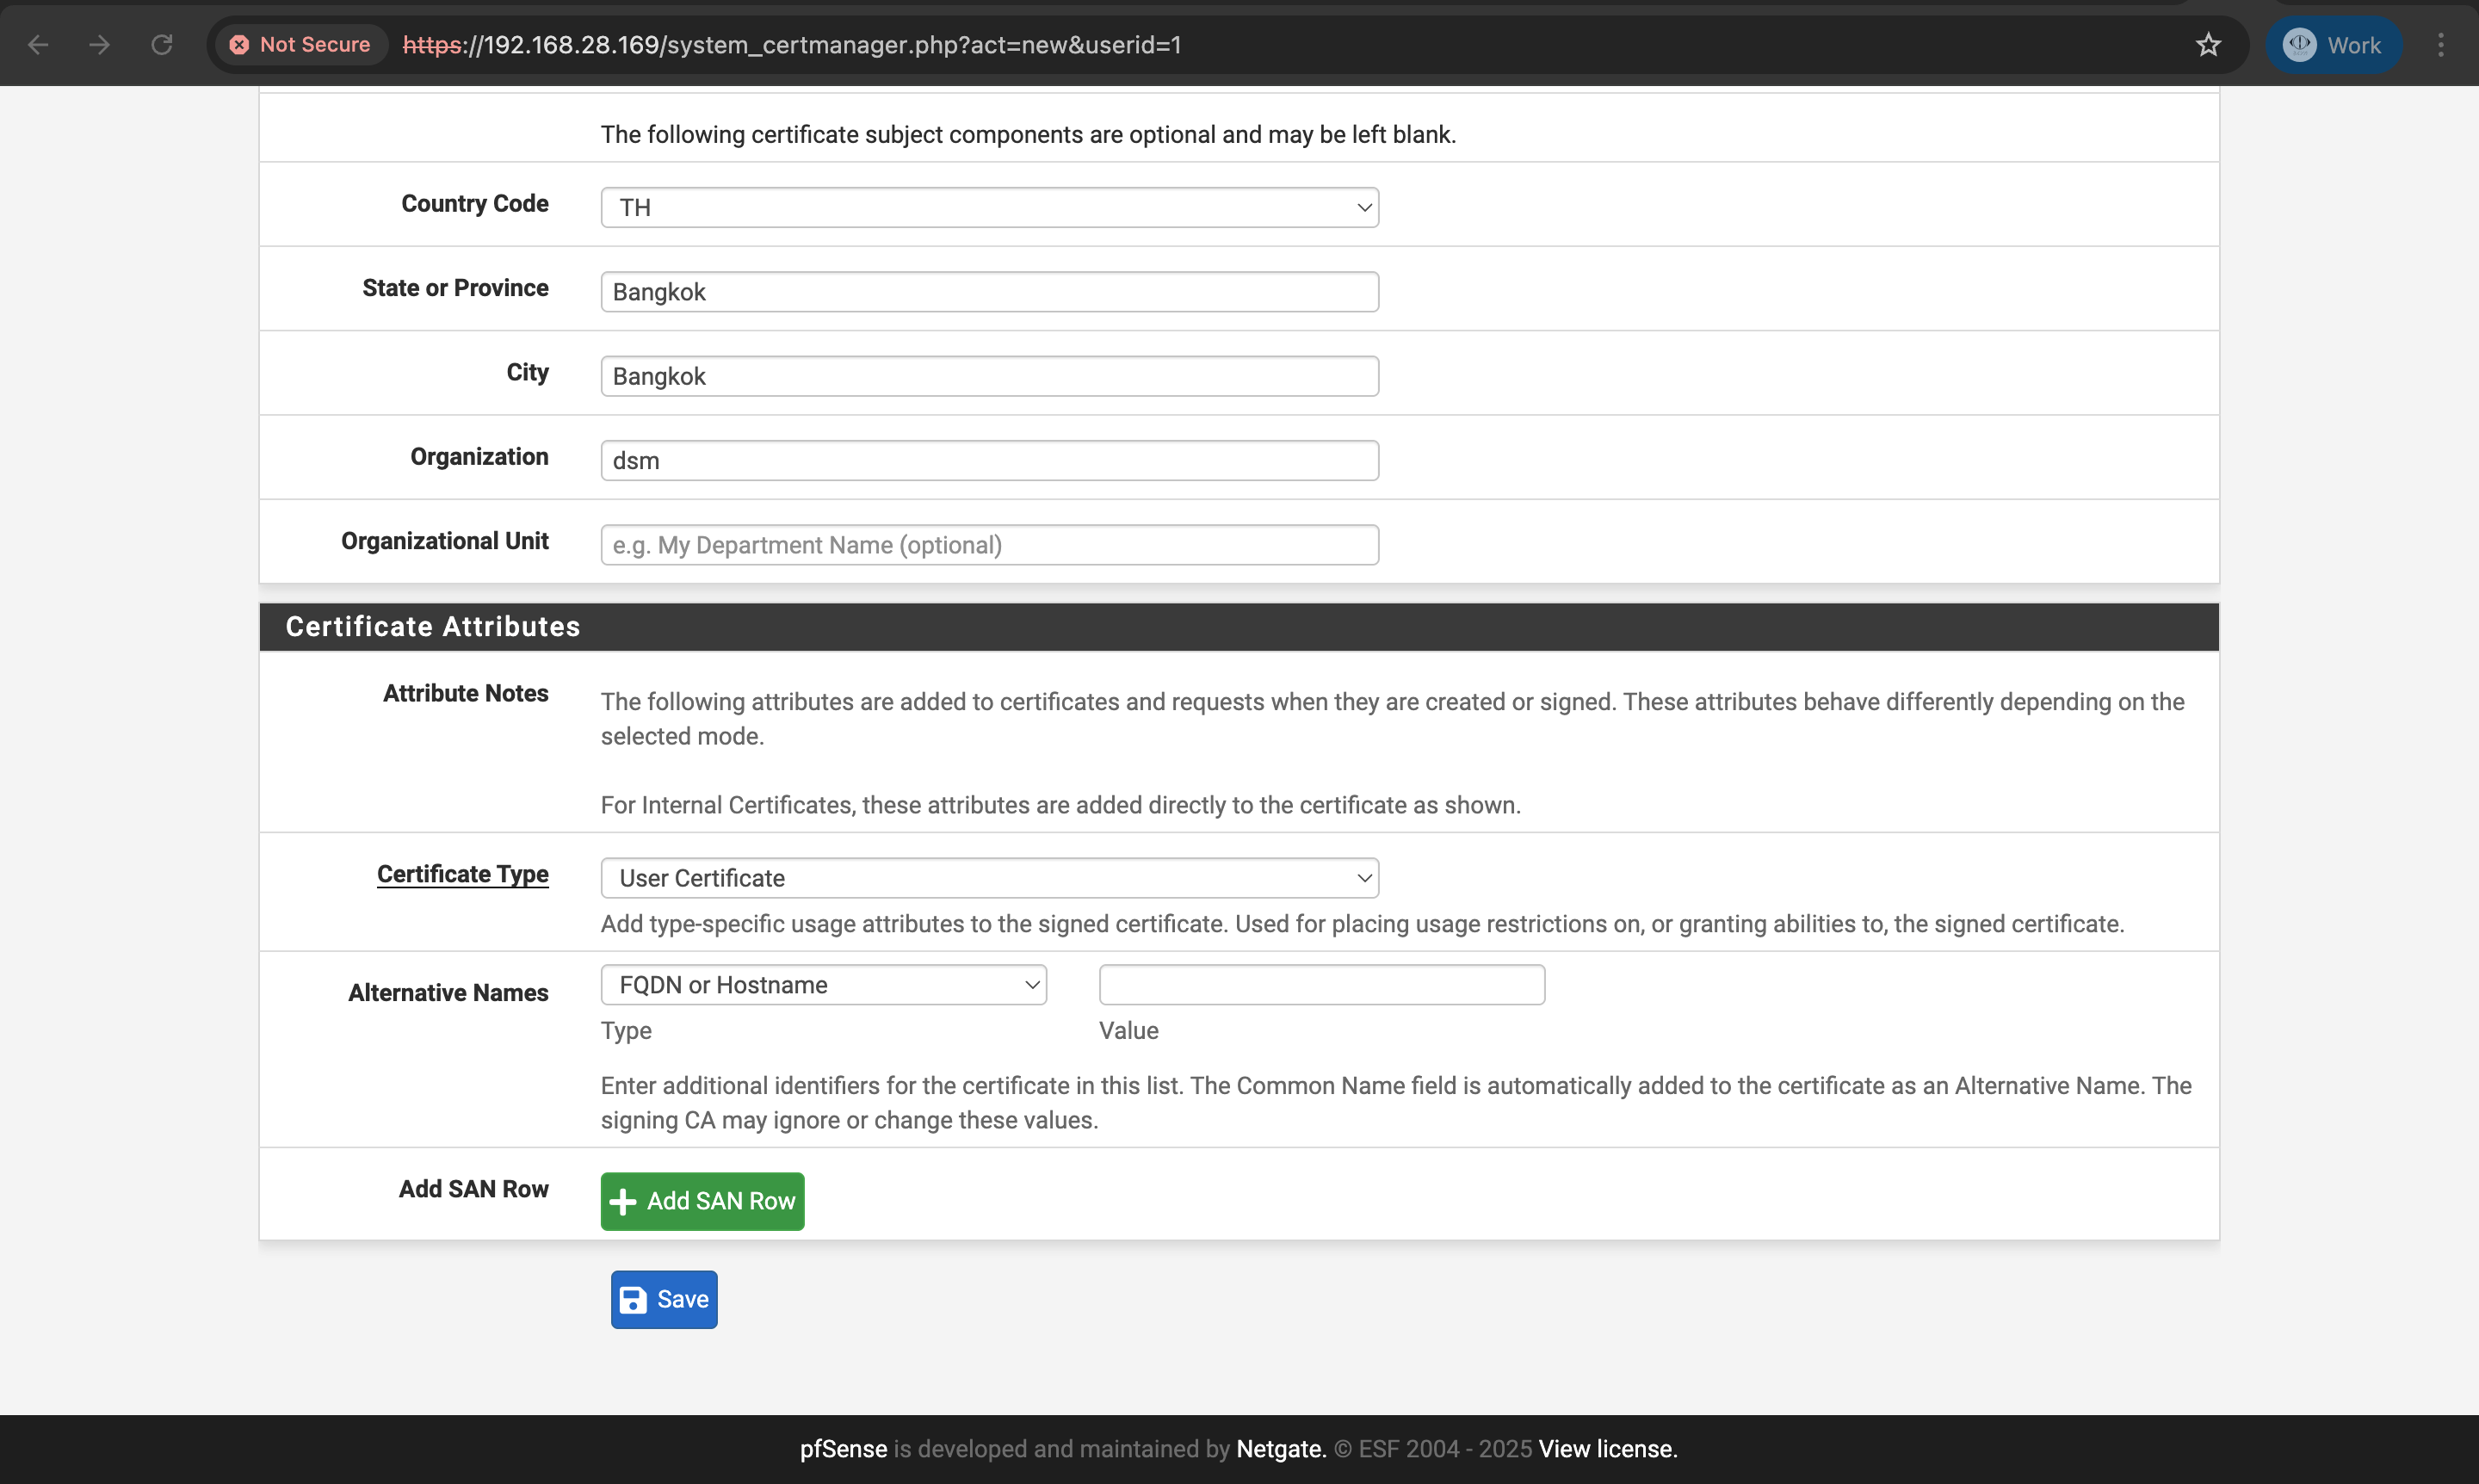 Not Secure https://192.168.28.169/system_certmanager.php?act=new&userid=1 Work
The following certificate subject components are optional and may be left blank.
Country Code TH
State or Province Bangkok
City Bangkok
Organization dsm
Organizational Unit e.g. My Department Name (optional)
Certificate Attributes
Attribute Notes The following attributes are added to certificates and requests when they are created or signed. These attributes behave differently depending on the
selected mode.
For Internal Certificates, these attributes are added directly to the certificate as shown.
Certificate Type User Certificate
Add type-specific usage attributes to the signed certificate. Used for placing usage restrictions on, or granting abilities to, the signed certificate.
Alternative Names FQDN or Hostname
Type Value
Enter additional identifiers for the certificate in this list. The Common Name field is automatically added to the certificate as an Alternative Name. The
signing CA may ignore or change these values.
Add SAN Row Add SAN Row
Save
pfSense is developed and maintained by Netgate. © ESF 2004 - 2025 View license.